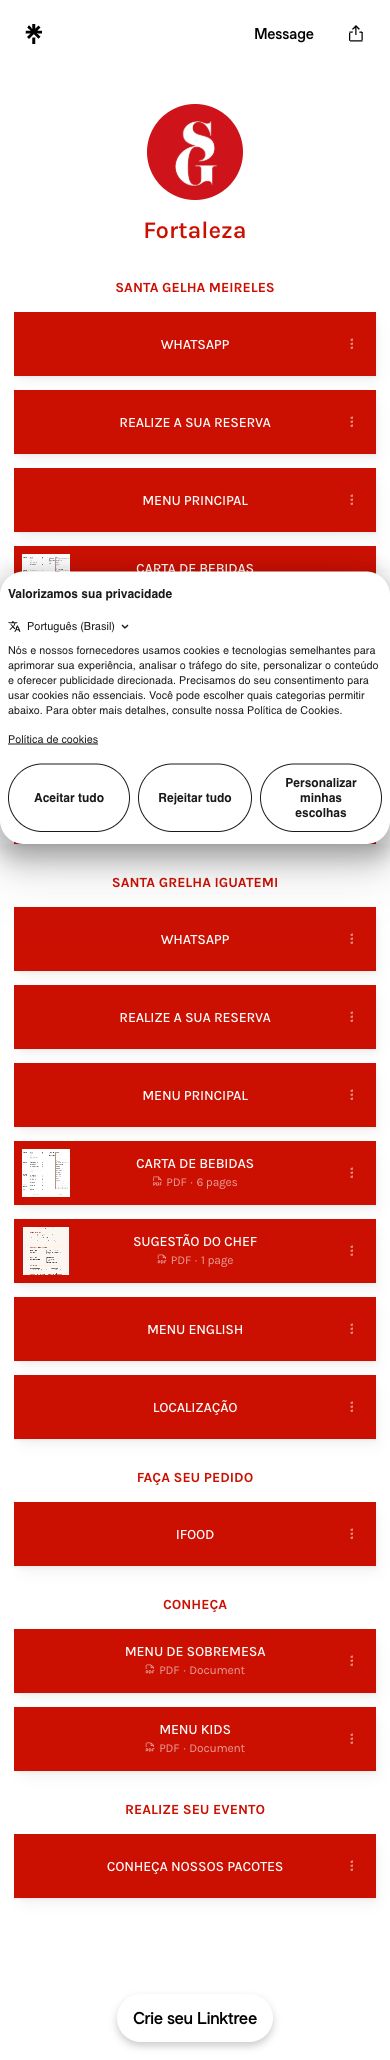 Message
SG
Fortaleza
SANTA GELHA MEIRELES
WHATSAPP
REALIZE A SUA RESERVA
MENU PRINCIPAL
CARTA DE BEBIDAS
Valorizamos sua privacidade
Português (Brasil)
Nós e nossos fornecedores usamos cookies e tecnologias semelhantes para
aprimorar sua experiência, analisar o tráfego do site, personalizar o conteúdo
e oferecer publicidade direcionada. Precisamos do seu consentimento para
usar cookies não essenciais. Você pode escolher quais categorias permitir
abaixo. Para obter mais detalhes, consulte nossa Política de Cookies.
Política de cookies
Aceitar tudo
Rejeitar tudo
Personalizar
minhas
escolhas
SANTA GRELHA IGUATEMI
WHATSAPP
REALIZE A SUA RESERVA
MENU PRINCIPAL
CARTA DE BEBIDAS
PDF · 6 pages
SUGESTÃO DO CHEF
PDF · 1 page
MENU ENGLISH
LOCALIZAÇÃO
FAÇA SEU PEDIDO
IFOOD
CONHEÇA
MENU DE SOBREMESA
PDF · Document
MENU KIDS
PDF · Document
REALIZE SEU EVENTO
CONHEÇA NOSSOS PACOTES
Crie seu Linktree